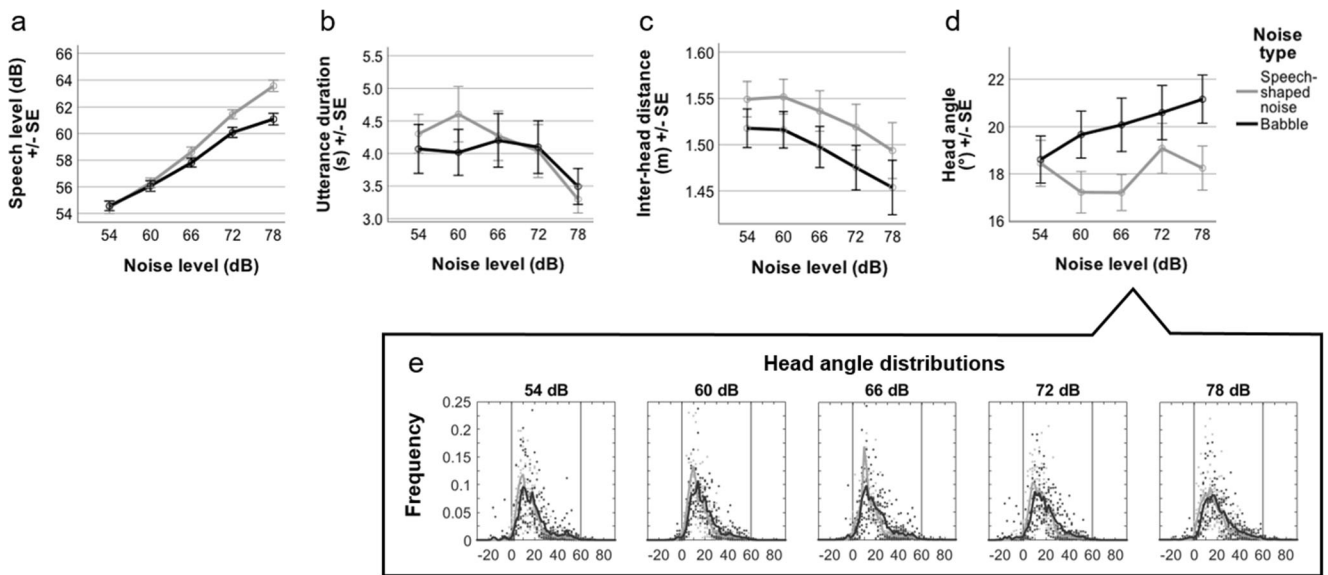 a
Speech level (dB)
+/- SE
66
64
62
60
58
56
54
54 60 66 72 78
Noise level (dB)
b
Utterance duration
(s) +/- SE
5.5
5.0
4.5
4.0
3.5
3.0
54 60 66 72 78
Noise level (dB)
c
Inter-head distance
(m) +/- SE
1.60
1.55
1.50
1.45
54 60 66 72 78
Noise level (dB)
d
Head angle
(°) +/- SE
22
20
18
16
54 60 66 72 78
Noise level (dB)
Noise
type
Speech-
shaped
noise
Babble
e
Head angle distributions
54 dB 60 dB 66 dB 72 dB 78 dB
Frequency
0.25
0.2
0.15
0.1
0.05
0
-20 0 20 40 60 80 -20 0 20 40 60 80 -20 0 20 40 60 80 -20 0 20 40 60 80 -20 0 20 40 60 80